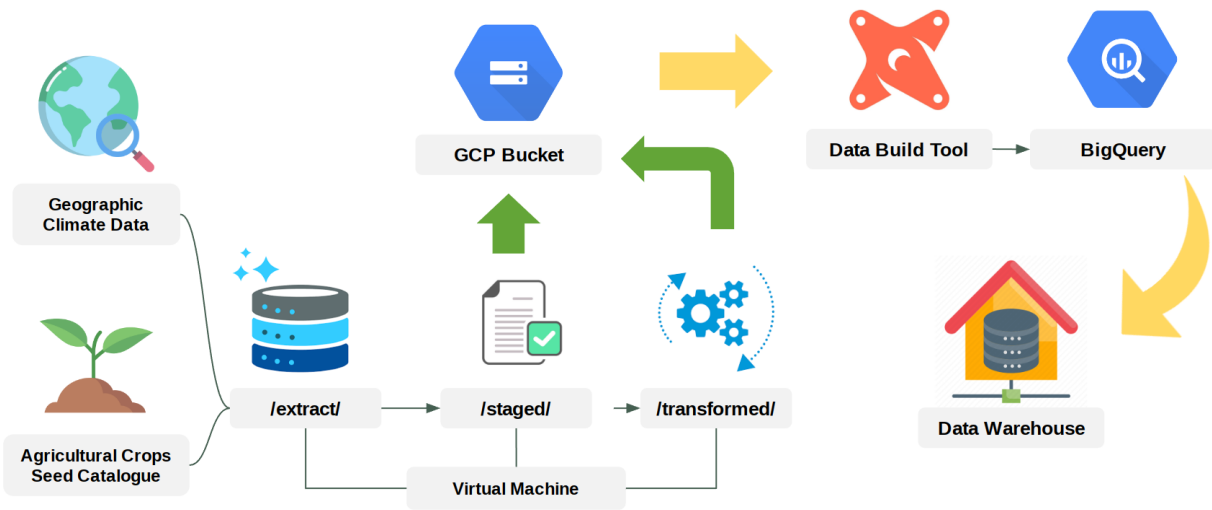 GCP Bucket
Data Build Tool
BigQuery
Geographic
Climate Data
/extract/
/staged/
/transformed/
Data Warehouse
Agricultural Crops
Seed Catalogue
Virtual Machine